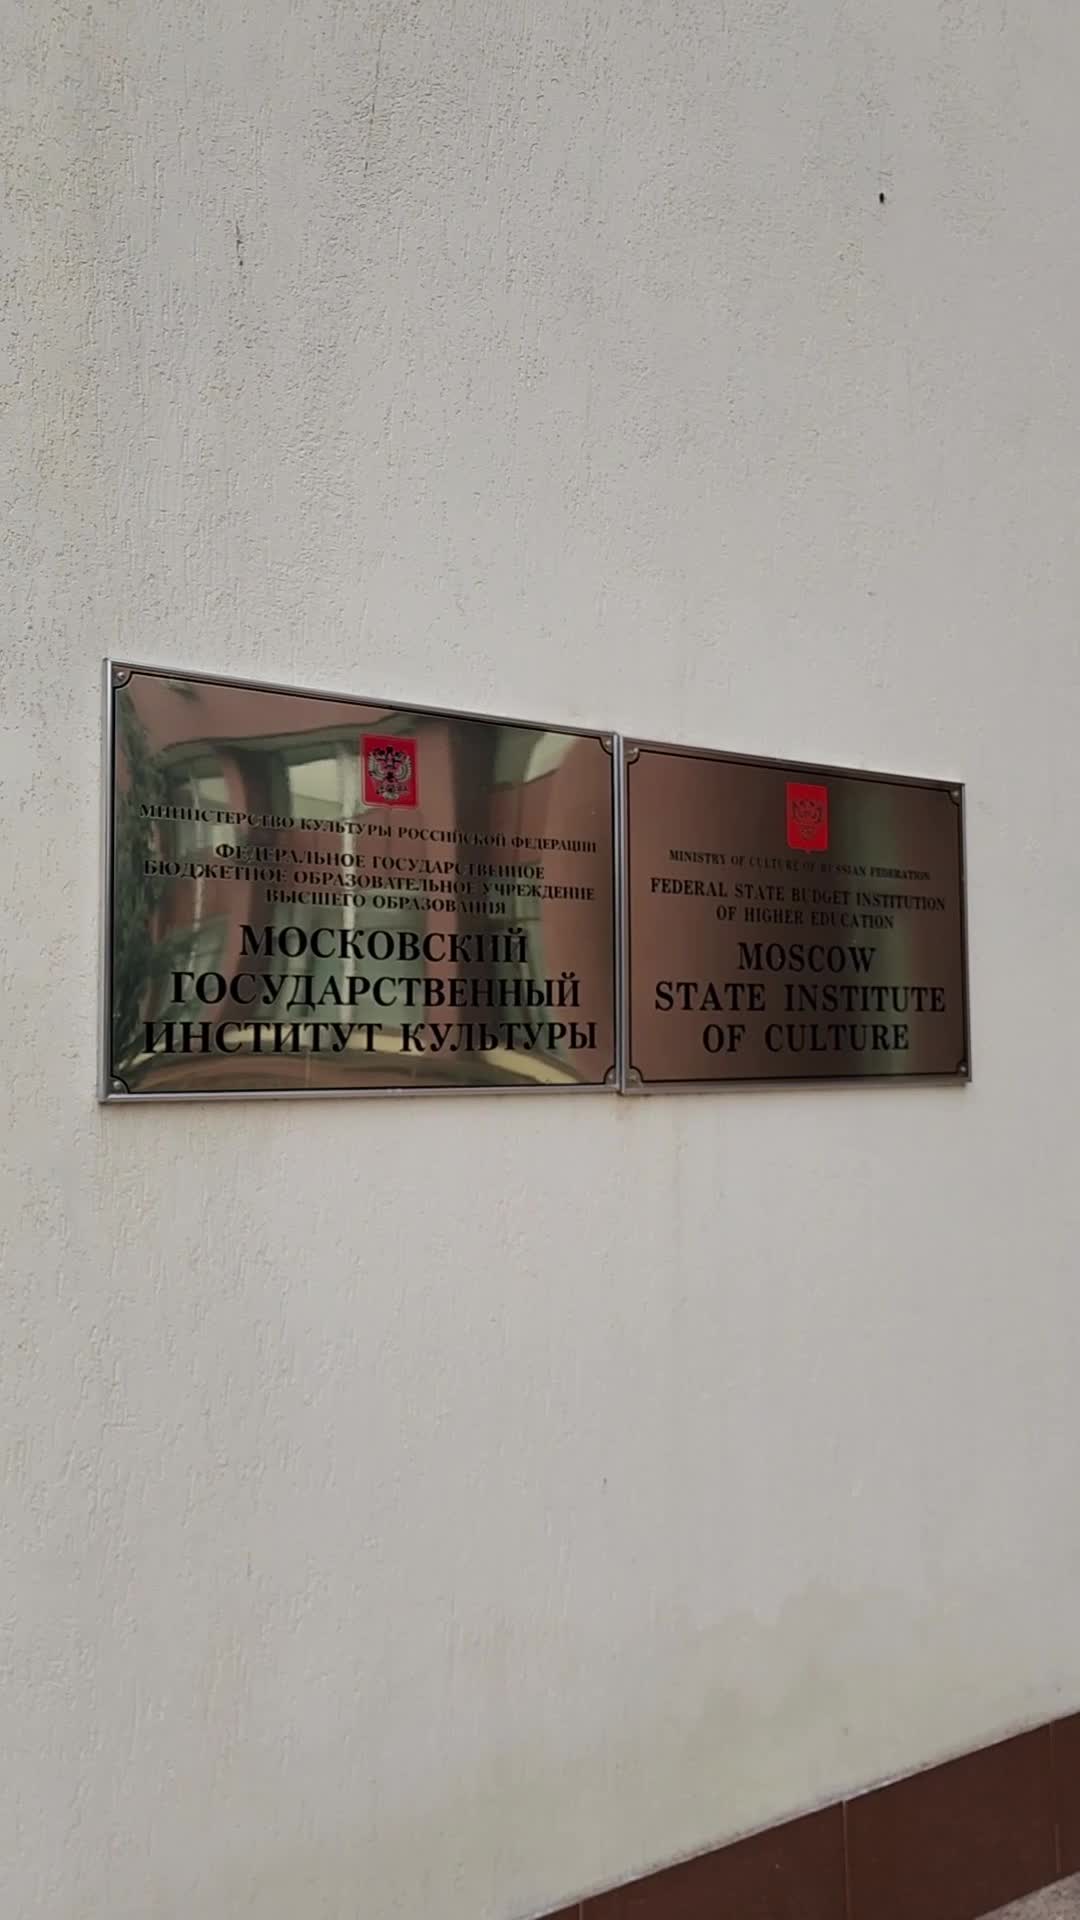 МИНИСТЕРСТВО КУЛЬТУРЫ РОССИЙСКОЙ ФЕДЕРАЦИИ
ФЕДЕРАЛЬНОЕ ГОСУДАРСТВЕННОЕ
БЮДЖЕТНОЕ ОБРАЗОВАТЕЛЬНОЕ УЧРЕЖДЕНИЕ
ВЫСШЕГО ОБРАЗОВАНИЯ
МОСКОВСКИЙ
ГОСУДАРСТВЕННЫЙ
ИНСТИТУТ КУЛЬТУРЫ
MINISTRY OF CULTURE OF RUSSIAN FEDERATION
FEDERAL STATE BUDGET INSTITUTION
OF HIGHER EDUCATION
MOSCOW
STATE INSTITUTE
OF CULTURE